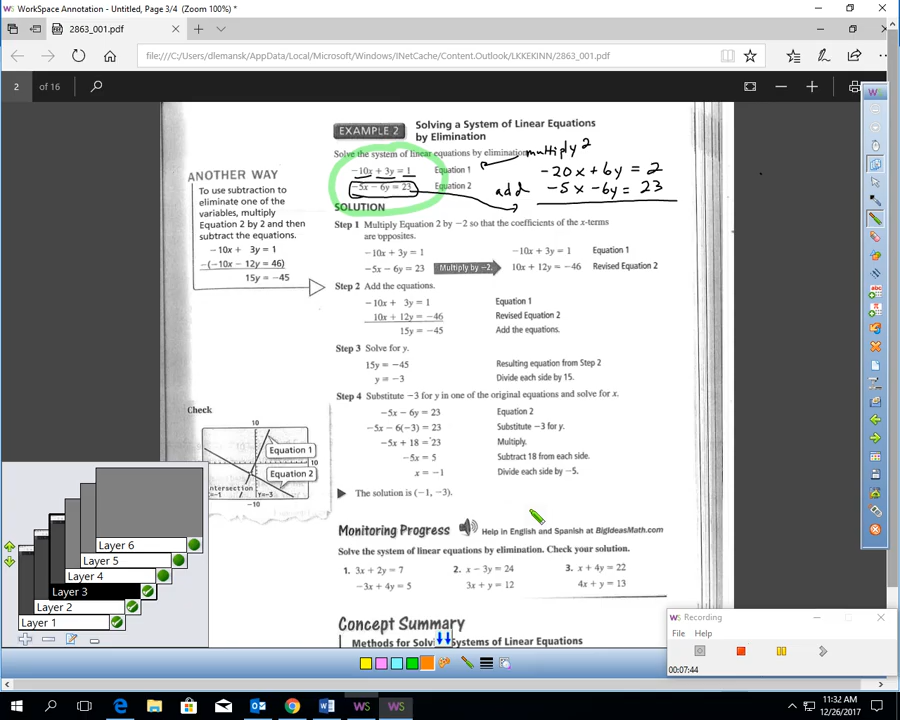 WorkSpace Annotation, Page 3/4 (Zoom 100%) *
2863_001.pdf
file:///C:/Users/dlemansk/AppData/Local/Microsoft/Windows/INetCache/Content.Outlook/LKKEKINN/2863_001.pdf
2 of 16
EXAMPLE 2 Solving a System of Linear Equations
by Elimination
Solve the system of linear equations by elimination
-10x + 3y = 1 Equation 1
-5x - 6y = 23 Equation 2
multiply 2
-20x + 6y = 2
add -5x - 6y = 23
ANOTHER WAY
To use subtraction to
eliminate one of the
variables, multiply
Equation 2 by 2 and then
subtract the equations.
-10x + 3y = 1
-(-10x - 12y = 46)
15y = -45
SOLUTION
Step 1 Multiply Equation 2 by -2 so that the coefficients of the x-terms
are opposites.
-10x + 3y = 1 -10x + 3y = 1 Equation 1
-5x - 6y = 23 Multiply by -2. 10x + 12y = -46 Revised Equation 2
Step 2 Add the equations.
-10x + 3y = 1 Equation 1
10x + 12y = -46 Revised Equation 2
15y = -45 Add the equations.
Step 3 Solve for y.
15y = -45 Resulting equation from Step 2
y = -3 Divide each side by 15.
Step 4 Substitute -3 for y in one of the original equations and solve for x.
-5x - 6y = 23 Equation 2
-5x - 6(-3) = 23 Substitute -3 for y.
-5x + 18 = 23 Multiply.
-5x = 5 Subtract 18 from each side.
x = -1 Divide each side by -5.
The solution is (-1, -3).
Check
10
Equation 1
10
Equation 2
Intersection
=-1 Y=-3
-10
Monitoring Progress Help in English and Spanish at BigIdeasMath.com
Solve the system of linear equations by elimination. Check your solution.
1. 3x + 2y = 7 2. x - 3y = 24 3. x + 4y = 22
-3x + 4y = 5 3x + y = 12 4x + y = 13
Concept Summary
Methods for Solving Systems of Linear Equations
Layer 6
Layer 5
Layer 4
Layer 3
Layer 2
Layer 1
Recording
File Help
00:07:44
11:32 AM
12/26/2017